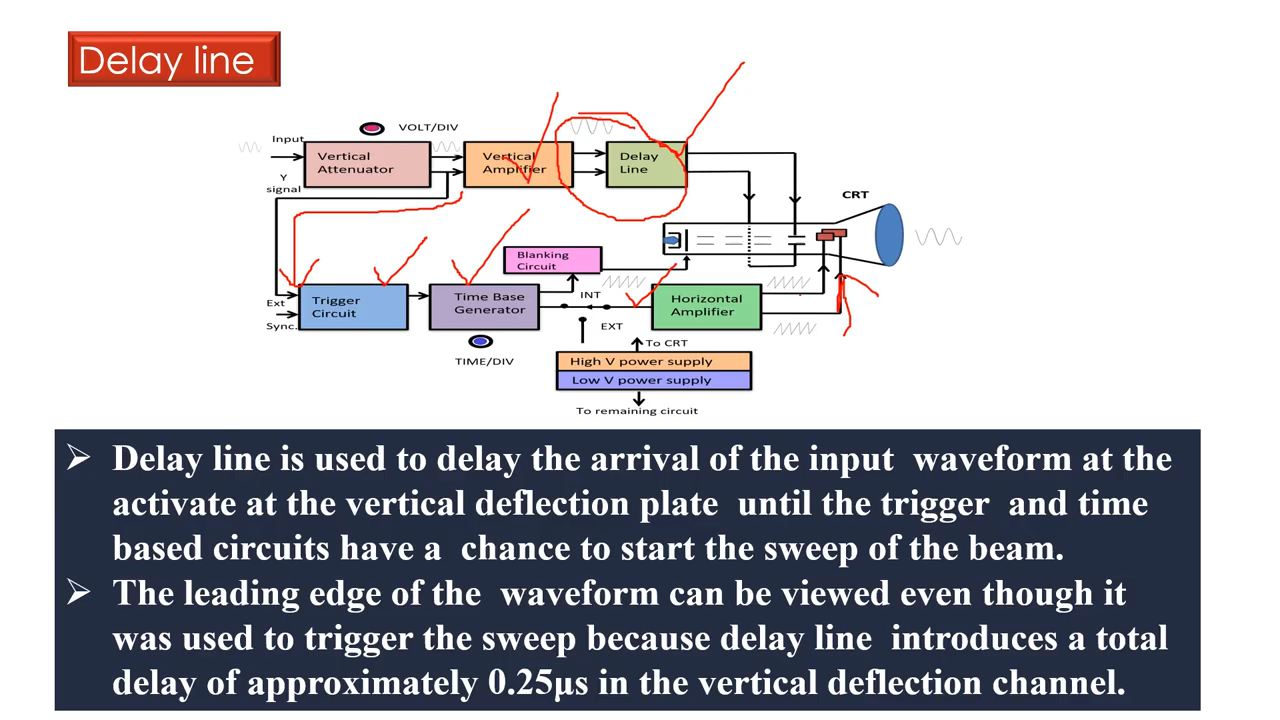 Delay line
VOLT/DIV
Input
Y
signal
Vertical
Attenuator
Vertical
Amplifier
Delay
Line
CRT
Blanking
Circuit
Ext
Sync.
Trigger
Circuit
Time Base
Generator
INT
EXT
Horizontal
Amplifier
TIME/DIV
To CRT
High V power supply
Low V power supply
To remaining circuit
➢ Delay line is used to delay the arrival of the input waveform at the
activate at the vertical deflection plate until the trigger and time
based circuits have a chance to start the sweep of the beam.
➢ The leading edge of the waveform can be viewed even though it
was used to trigger the sweep because delay line introduces a total
delay of approximately 0.25µs in the vertical deflection channel.